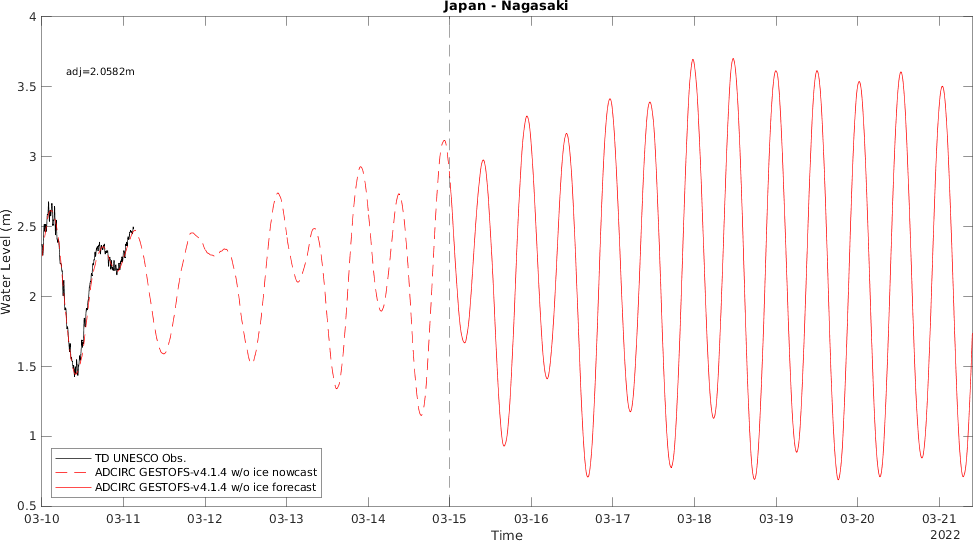 Japan - Nagasaki
adj=2.0582m
Water Level (m)
4
3.5
3
2.5
2
1.5
1
0.5
TD UNESCO Obs.
ADCIRC GESTOFS-v4.1.4 w/o ice nowcast
ADCIRC GESTOFS-v4.1.4 w/o ice forecast
03-10 03-11 03-12 03-13 03-14 03-15 03-16 03-17 03-18 03-19 03-20 03-21
Time
2022